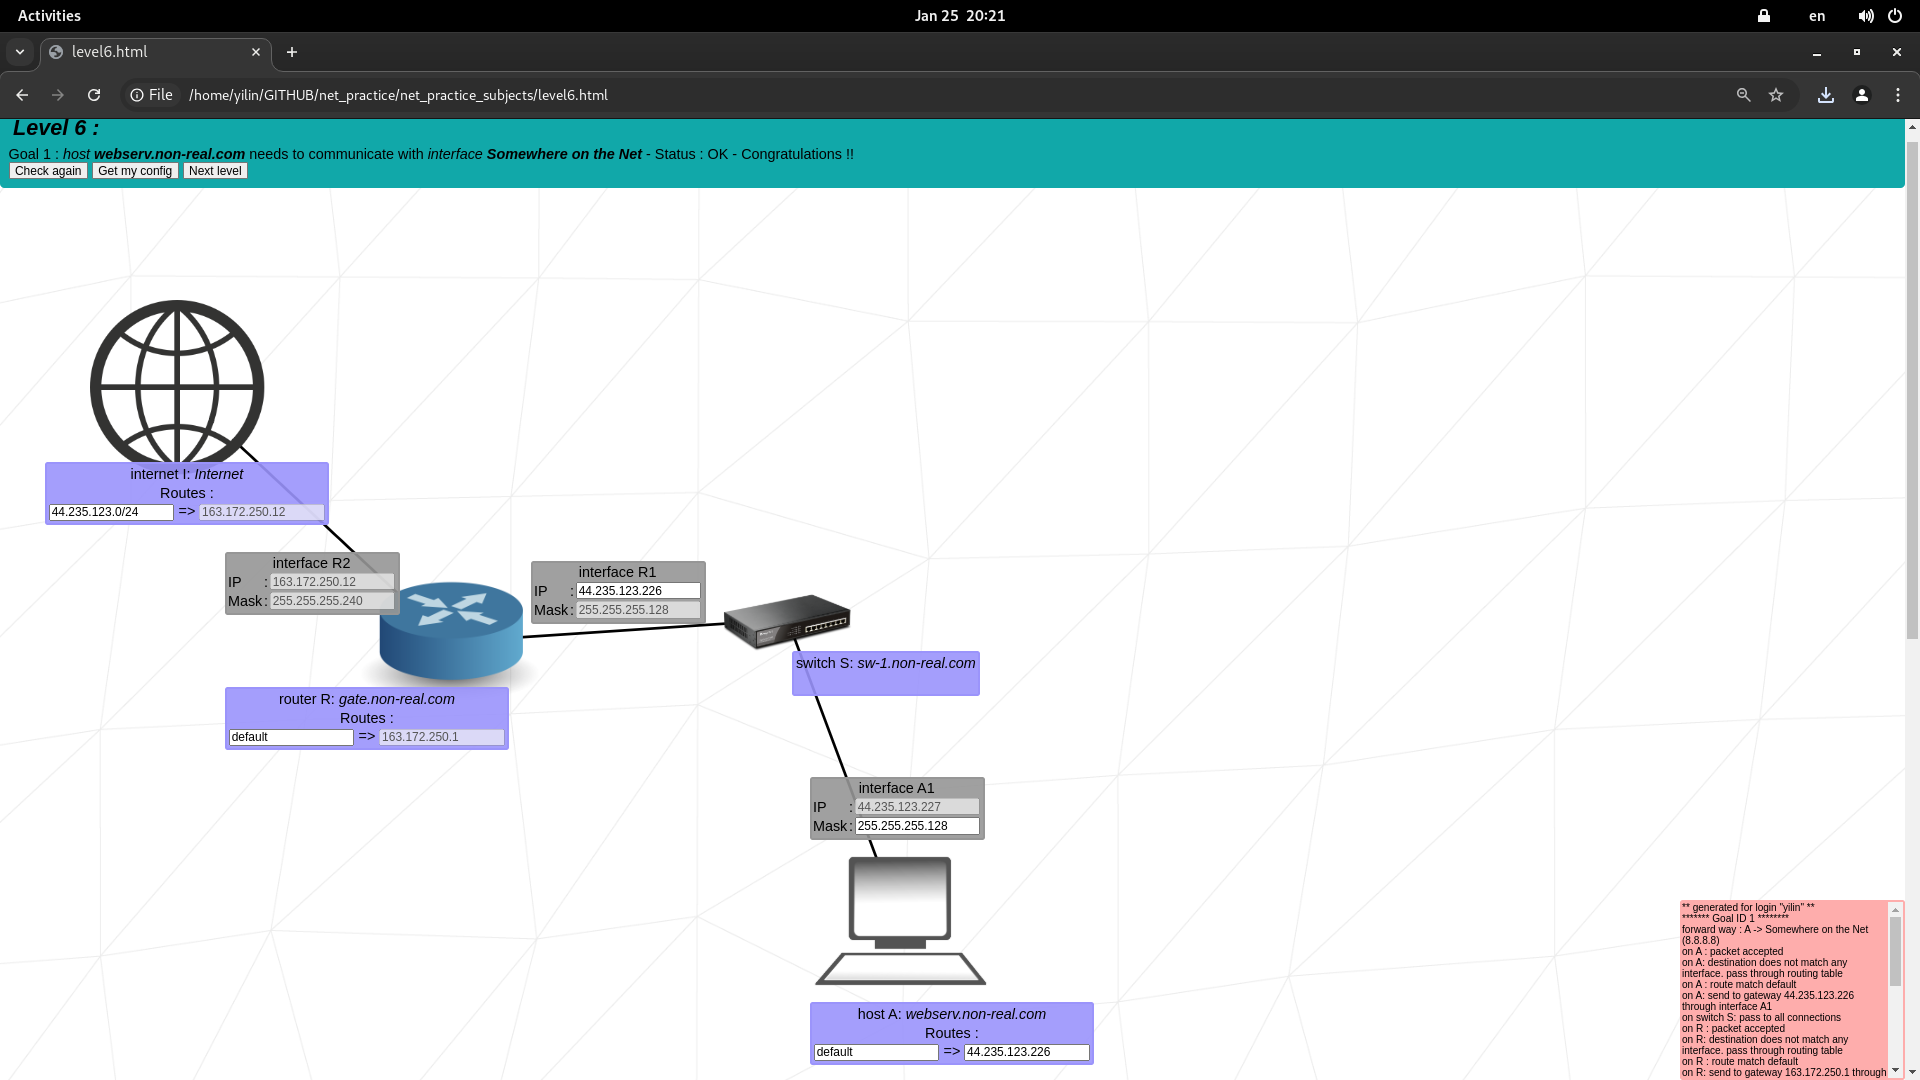 Activities
Jan 25 20:21
en
level6.html
File
/home/yilin/GITHUB/net_practice/net_practice_subjects/level6.html
Level 6 :
Goal 1 : host webserv.non-real.com needs to communicate with interface Somewhere on the Net - Status : OK - Congratulations !!
Check again Get my config Next level
internet I: Internet
Routes :
44.235.123.0/24 => 163.172.250.12
interface R2
IP : 163.172.250.12
Mask : 255.255.255.240
interface R1
IP : 44.235.123.226
Mask : 255.255.255.128
switch S: sw-1.non-real.com
router R: gate.non-real.com
Routes :
default => 163.172.250.1
interface A1
IP : 44.235.123.227
Mask : 255.255.255.128
host A: webserv.non-real.com
Routes :
default => 44.235.123.226
** generated for login "yilin" **
******* Goal ID 1 ********
forward way : A -> Somewhere on the Net
(8.8.8.8)
on A : packet accepted
on A: destination does not match any
interface. pass through routing table
on A : route match default
on A: send to gateway 44.235.123.226
through interface A1
on switch S: pass to all connections
on R : packet accepted
on R: destination does not match any
interface. pass through routing table
on R : route match default
on R: send to gateway 163.172.250.1 through